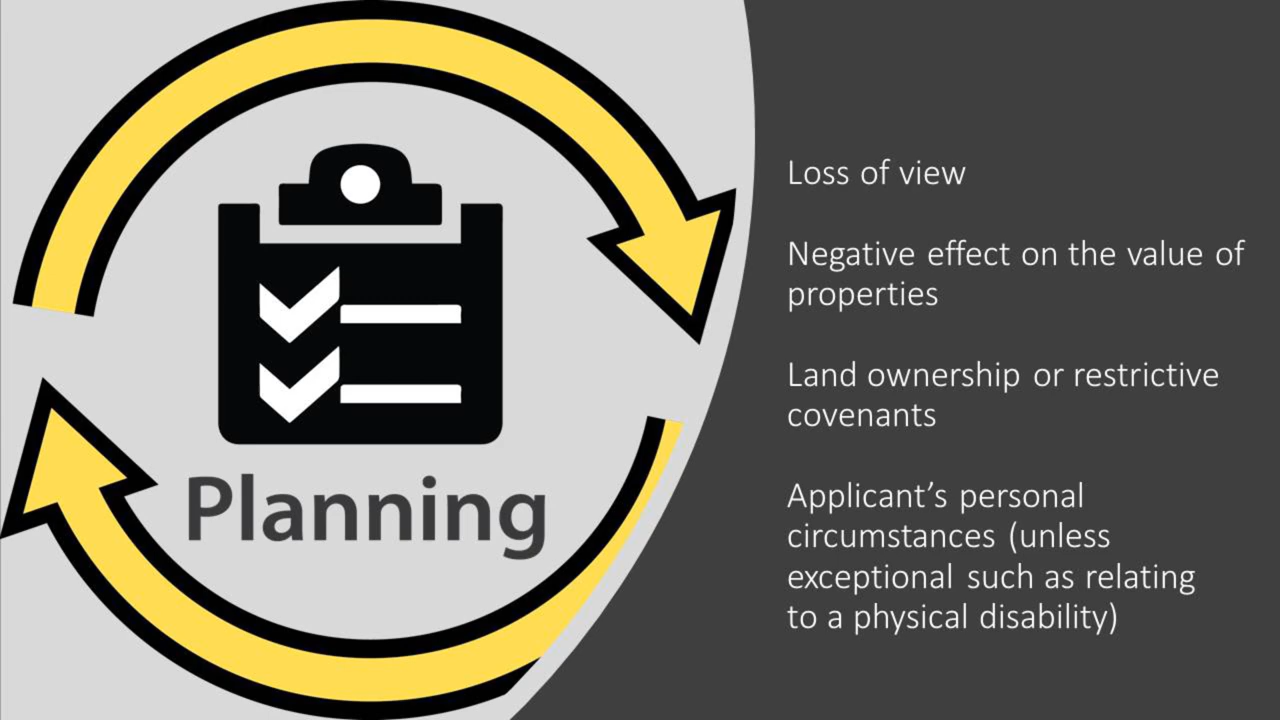 Planning
Loss of view
Negative effect on the value of
properties
Land ownership or restrictive
covenants
Applicant’s personal
circumstances (unless
exceptional such as relating
to a physical disability)